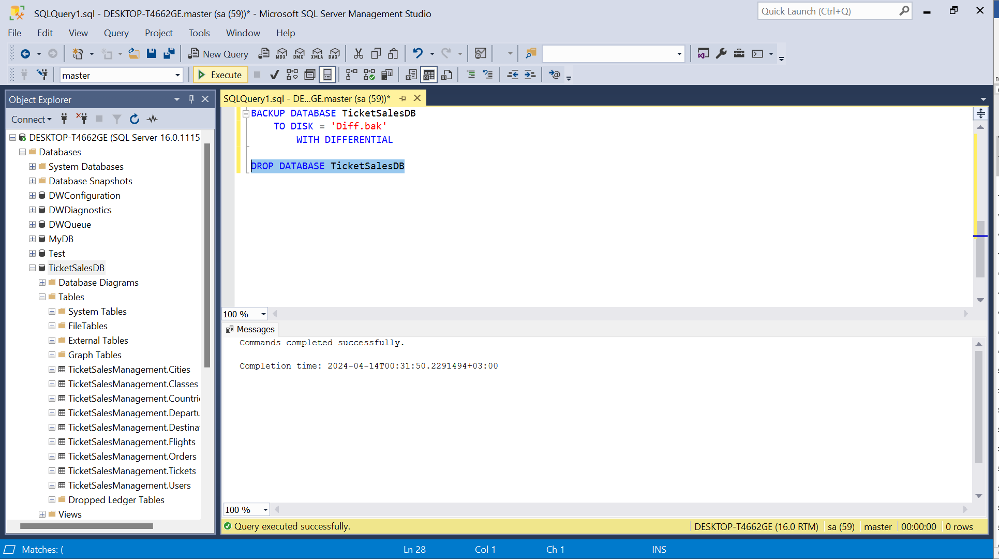 SQLQuery1.sql - DESKTOP-T4662GE.master (sa (59))* - Microsoft SQL Server Management Studio
Quick Launch (Ctrl+Q)
File Edit View Query Project Tools Window Help
New Query MDX DMX XMLA DAX
master Execute
Object Explorer
Connect
DESKTOP-T4662GE (SQL Server 16.0.1115
Databases
System Databases
Database Snapshots
DWConfiguration
DWDiagnostics
DWQueue
MyDB
Test
TicketSalesDB
Database Diagrams
Tables
System Tables
FileTables
External Tables
Graph Tables
TicketSalesManagement.Cities
TicketSalesManagement.Classes
TicketSalesManagement.Countrie
TicketSalesManagement.Departu
TicketSalesManagement.Destinat
TicketSalesManagement.Flights
TicketSalesManagement.Orders
TicketSalesManagement.Tickets
TicketSalesManagement.Users
Dropped Ledger Tables
Views
SQLQuery1.sql - DE...GE.master (sa (59))*
BACKUP DATABASE TicketSalesDB
TO DISK = 'Diff.bak'
WITH DIFFERENTIAL
DROP DATABASE TicketSalesDB
100 %
Messages
Commands completed successfully.
Completion time: 2024-04-14T00:31:50.2291494+03:00
100 %
Query executed successfully. DESKTOP-T4662GE (16.0 RTM) sa (59) master 00:00:00 0 rows
Matches: ( Ln 28 Col 1 Ch 1 INS